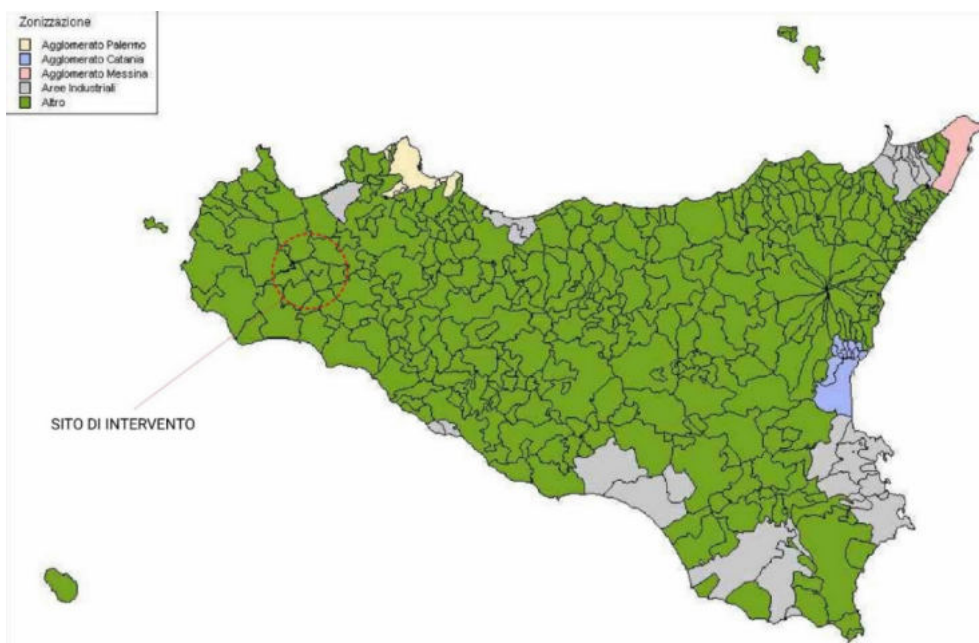 Zonizzazione
Agglomerato Palermo
Agglomerato Catania
Agglomerato Messina
Aree Industriali
Altro
SITO DI INTERVENTO